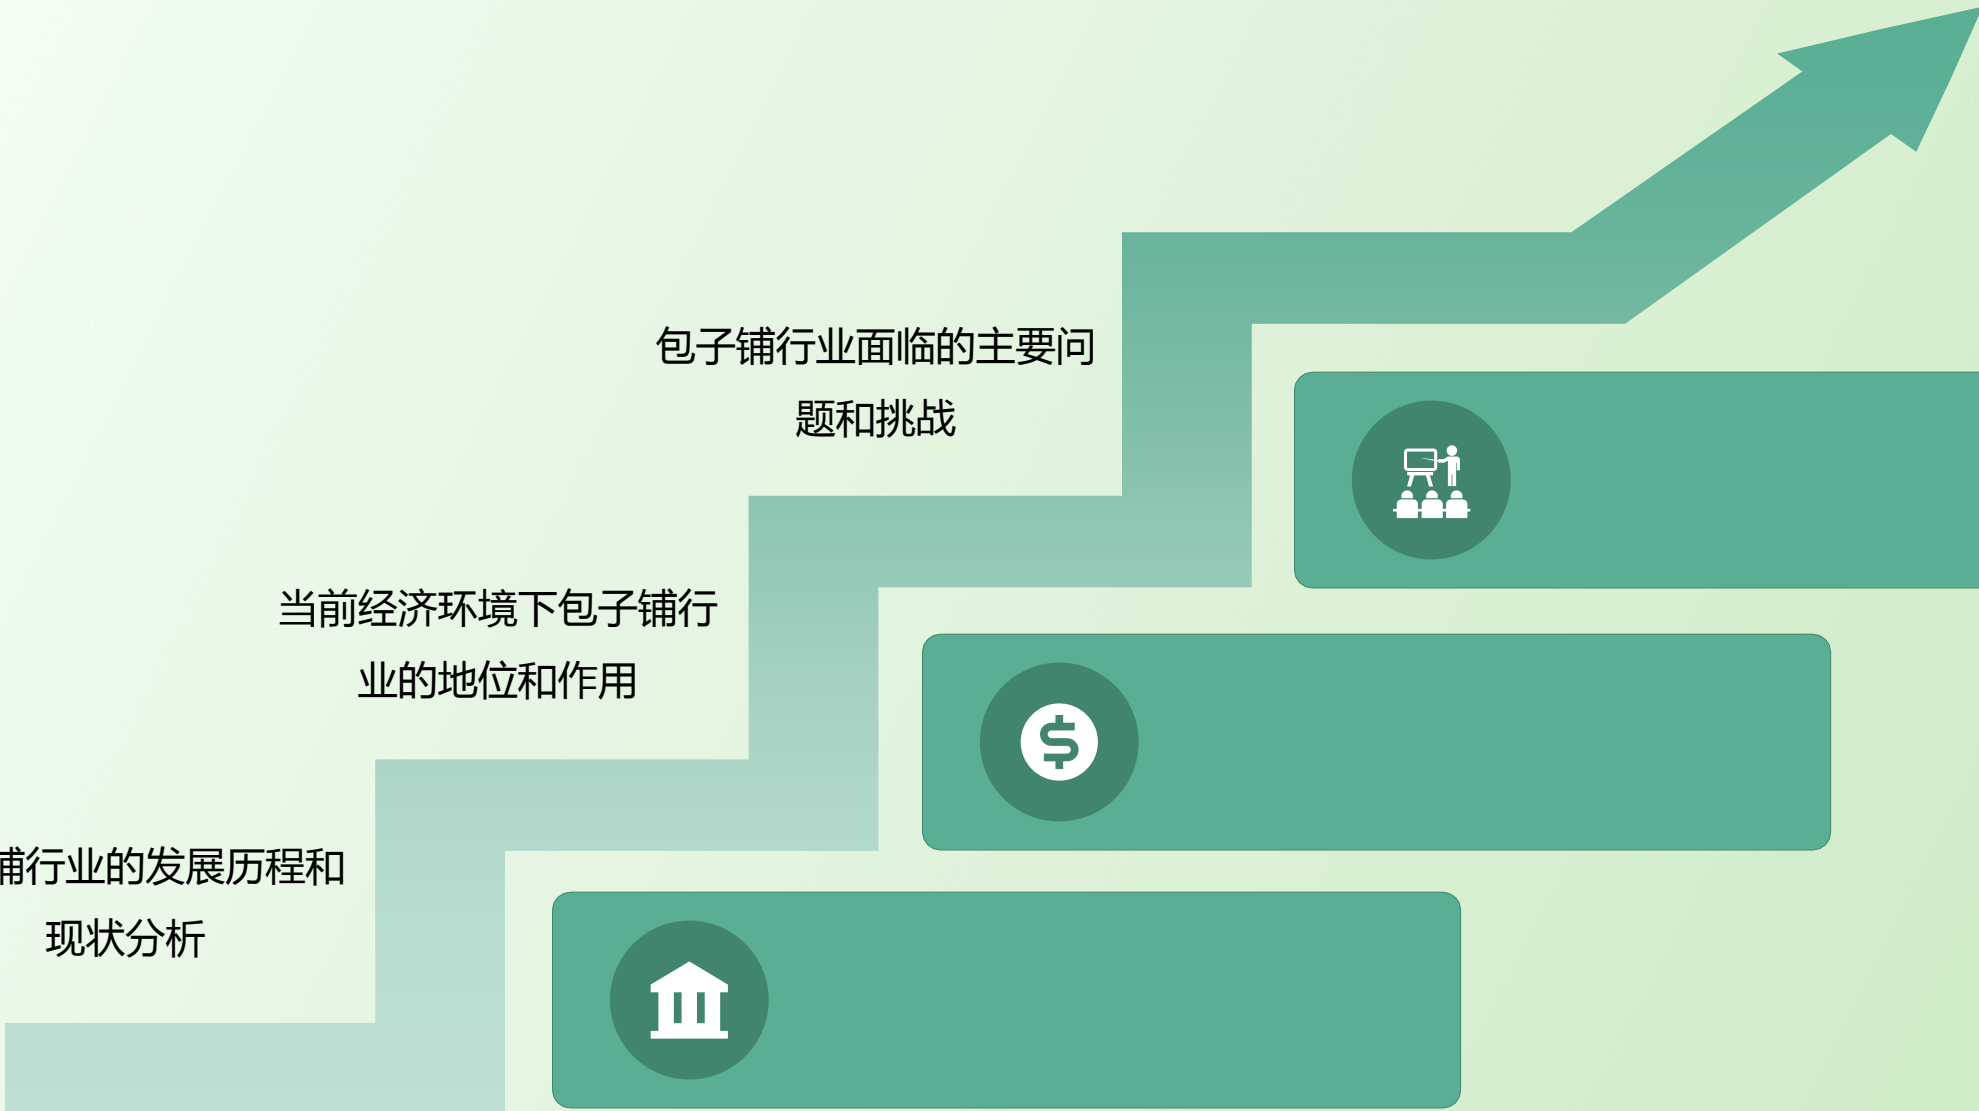 包子铺行业面临的主要问
题和挑战
当前经济环境下包子铺行
业的地位和作用
铺行业的发展历程和
现状分析